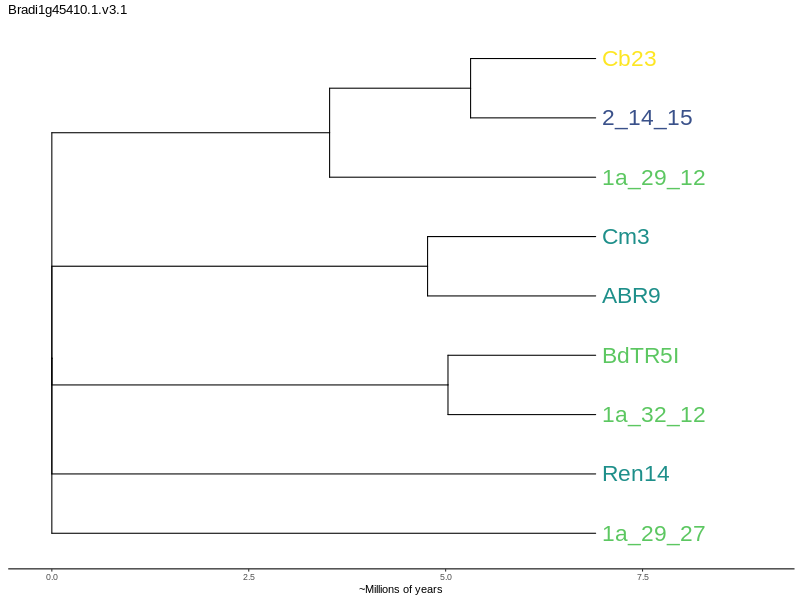 Bradi1g45410.1.v3.1
Cb23
2_14_15
1a_29_12
Cm3
ABR9
BdTR5I
1a_32_12
Ren14
1a_29_27
0.0 2.5 5.0 7.5
~Millions of years